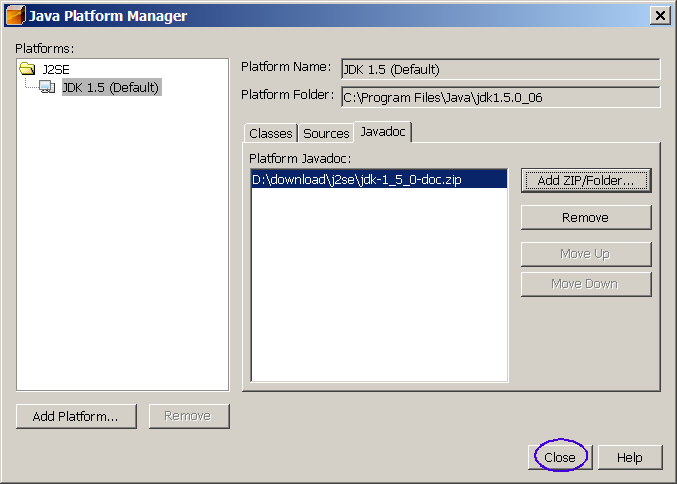 Java Platform Manager
Platforms:
J2SE
JDK 1.5 (Default)
Platform Name:
JDK 1.5 (Default)
Platform Folder:
C:\Program Files\Java\jdk1.5.0_06
Classes
Sources
Javadoc
Platform Javadoc:
D:\download\j2se\jdk-1_5_0-doc.zip
Add ZIP/Folder...
Remove
Move Up
Move Down
Add Platform...
Remove
Close
Help